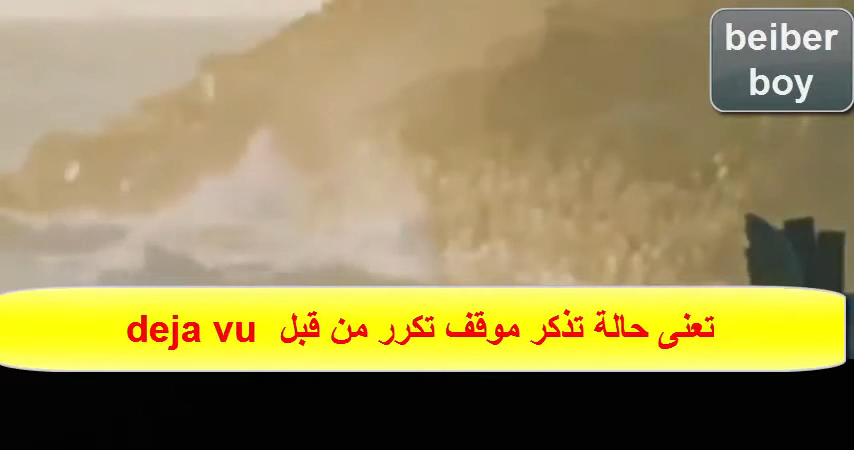 beiber
boy
deja vu تعنى حالة تذكر موقف تكرر من قبل